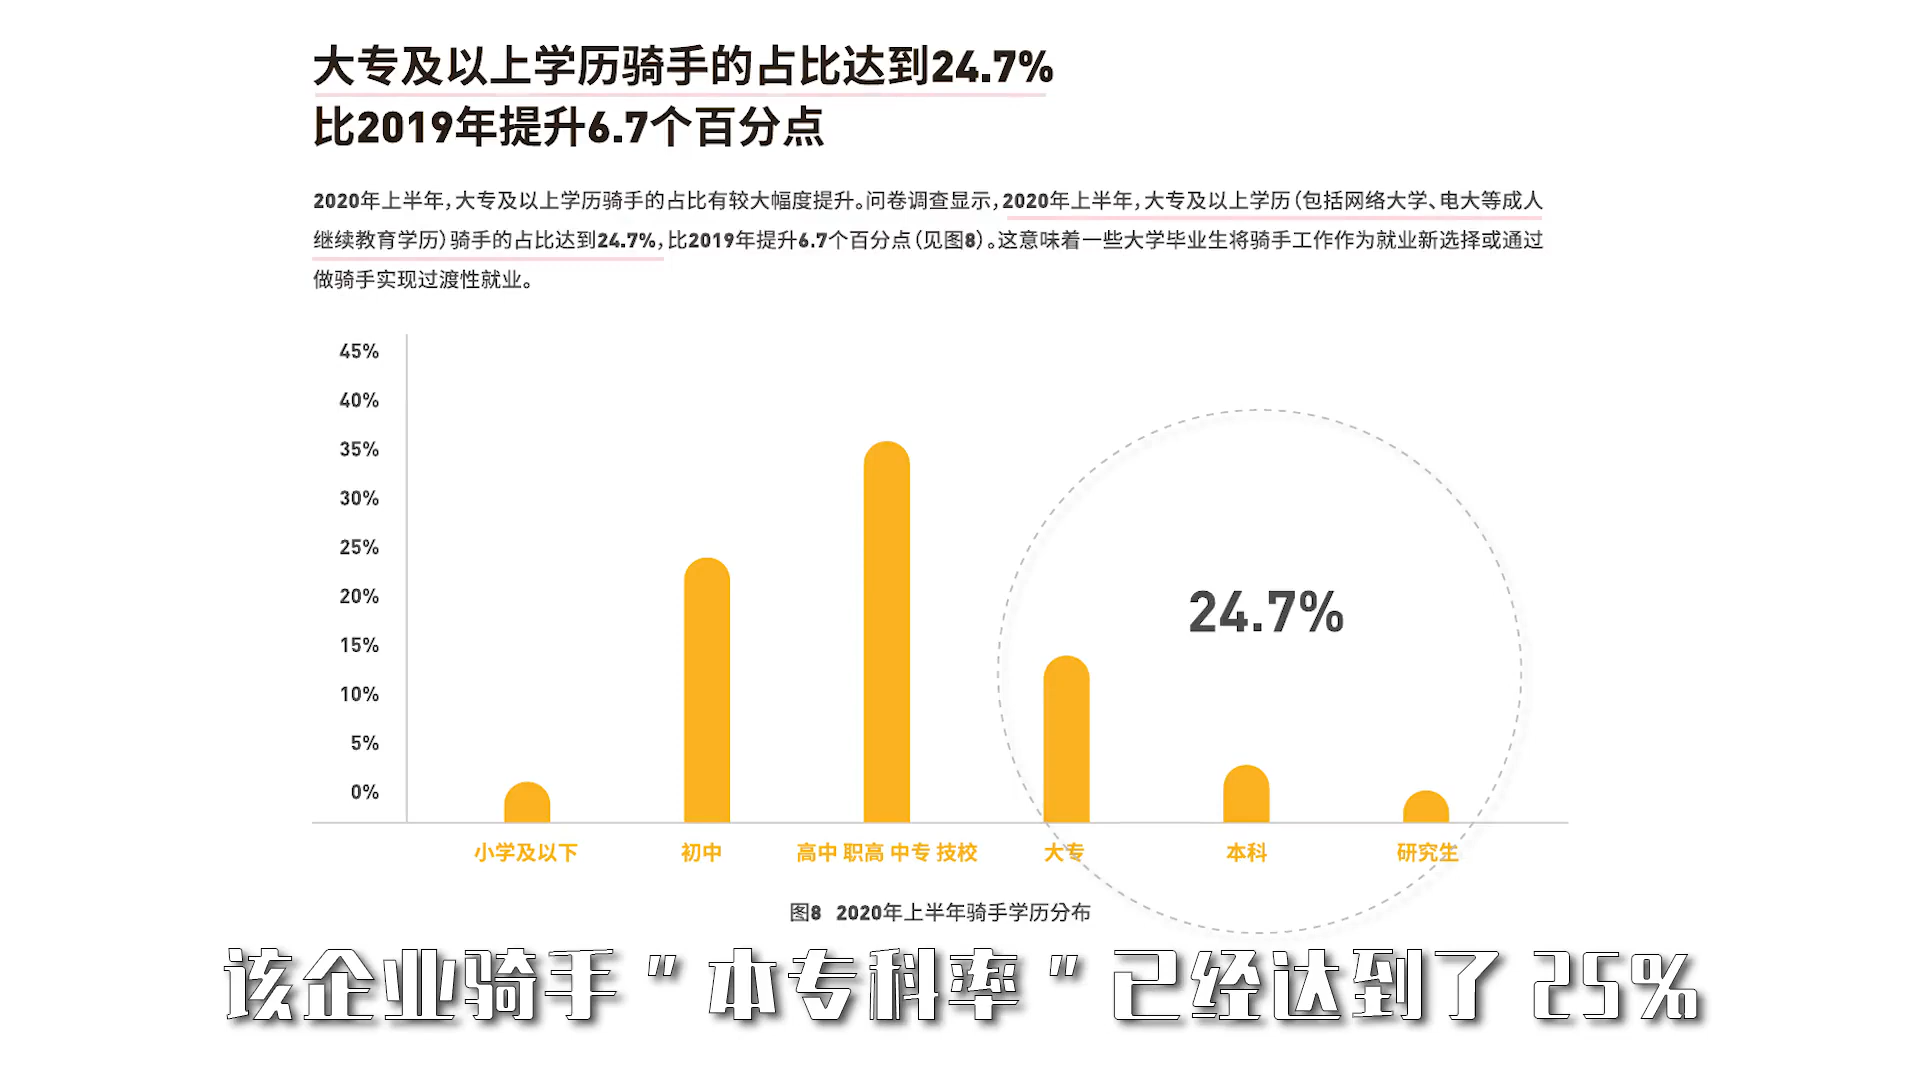 大专及以上学历骑手的占比达到24.7%
比2019年提升6.7个百分点
2020年上半年，大专及以上学历骑手的占比有较大幅度提升。问卷调查显示，2020年上半年，大专及以上学历（包括网络大学、电大等成人
继续教育学历）骑手的占比达到24.7%，比2019年提升6.7个百分点（见图8）。这意味着一些大学毕业生将骑手工作作为就业新选择或通过
做骑手实现过渡性就业。
45%
40%
35%
30%
25%
20%
15%
10%
5%
0%
24.7%
小学及以下 初中 高中 职高 中专 技校 大专 本科 研究生
图8 2020年上半年骑手学历分布
该企业骑手"本专科率"已经达到了25%